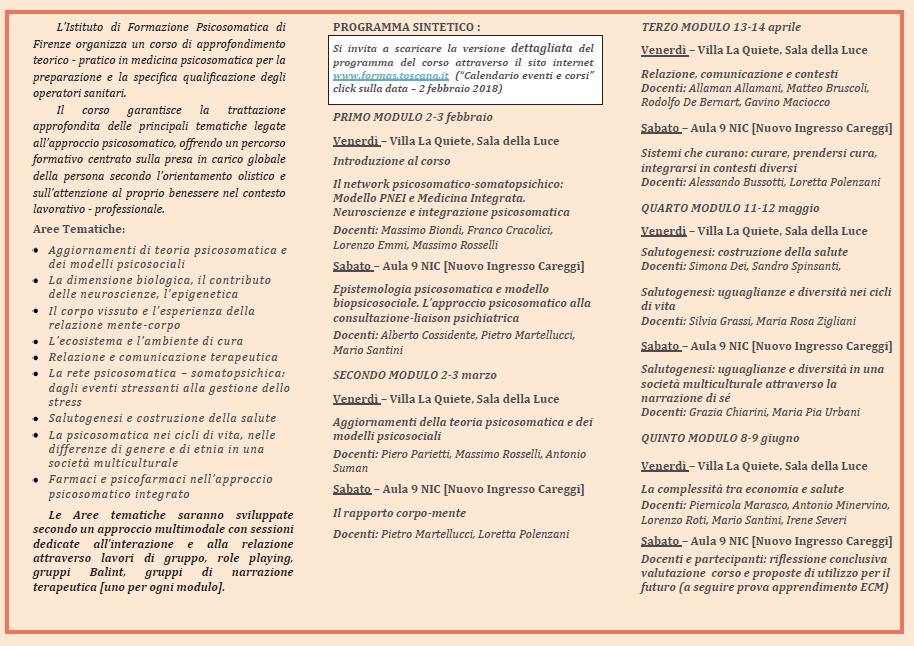 L'Istituto di Formazione Psicosomatica di
Firenze organizza un corso di approfondimento
teorico - pratico in medicina psicosomatica per la
preparazione e la specifica qualificazione degli
operatori sanitari.
Il corso garantisce la trattazione
approfondita delle principali tematiche legate
all'approccio psicosomatico, offrendo un percorso
formativo centrato sulla presa in carico globale
della persona secondo l'orientamento olistico e
sull'attenzione al proprio benessere nel contesto
lavorativo - professionale.
Aree Tematiche:
• Aggiornamenti di teoria psicosomatica e
dei modelli psicosociali
• La dimensione biologica, il contributo
delle neuroscienze, l'epigenetica
• Il corpo vissuto e l'esperienza della
relazione mente-corpo
• L'ecosistema e l'ambiente di cura
• Relazione e comunicazione terapeutica
• La rete psicosomatica – somatopsichica:
dagli eventi stressanti alla gestione dello
stress
• Salutogenesi e costruzione della salute
• La psicosomatica nei cicli di vita, nelle
differenze di genere e di etnia in una
società multiculturale
• Farmaci e psicofarmaci nell'approccio
psicosomatico integrato
Le Aree tematiche saranno sviluppate
secondo un approccio multimodale con sessioni
dedicate all'interazione e alla relazione
attraverso lavori di gruppo, role playing,
gruppi Balint, gruppi di narrazione
terapeutica [uno per ogni modulo].
PROGRAMMA SINTETICO :
Si invita a scaricare la versione dettagliata del
programma del corso attraverso il sito internet
www.formas.toscana.it ("Calendario eventi e corsi"
click sulla data – 2 febbraio 2018)
PRIMO MODULO 2-3 febbraio
Venerdì – Villa La Quiete, Sala della Luce
Introduzione al corso
Il network psicosomatico-somatopsichico:
Modello PNEI e Medicina Integrata.
Neuroscienze e integrazione psicosomatica
Docenti: Massimo Biondi, Franco Cracolici,
Lorenzo Emmi, Massimo Rosselli
Sabato – Aula 9 NIC [Nuovo Ingresso Careggi]
Epistemologia psicosomatica e modello
biopsicosociale. L'approccio psicosomatico alla
consultazione-liaison psichiatrica
Docenti: Alberto Cossidente, Pietro Martellucci,
Mario Santini
SECONDO MODULO 2-3 marzo
Venerdì – Villa La Quiete, Sala della Luce
Aggiornamenti della teoria psicosomatica e dei
modelli psicosociali
Docenti: Piero Parietti, Massimo Rosselli, Antonio
Suman
Sabato – Aula 9 NIC [Nuovo Ingresso Careggi]
Il rapporto corpo-mente
Docenti: Pietro Martellucci, Loretta Polenzani
TERZO MODULO 13-14 aprile
Venerdì – Villa La Quiete, Sala della Luce
Relazione, comunicazione e contesti
Docenti: Allaman Allamani, Matteo Bruscoli,
Rodolfo De Bernart, Gavino Maciocco
Sabato – Aula 9 NIC [Nuovo Ingresso Careggi]
Sistemi che curano: curare, prendersi cura,
integrarsi in contesti diversi
Docenti: Alessando Bussotti, Loretta Polenzani
QUARTO MODULO 11-12 maggio
Venerdì – Villa La Quiete, Sala della Luce
Salutogenesi: costruzione della salute
Docenti: Simona Dei, Sandro Spinsanti,
Salutogenesi: uguaglianze e diversità nei cicli
di vita
Docenti: Silvia Grassi, Maria Rosa Zigliani
Sabato – Aula 9 NIC [Nuovo Ingresso Careggi]
Salutogenesi: uguaglianze e diversità in una
società multiculturale attraverso la
narrazione di sé
Docenti: Grazia Chiarini, Maria Pia Urbani
QUINTO MODULO 8-9 giugno
Venerdì – Villa La Quiete, Sala della Luce
La complessità tra economia e salute
Docenti: Piernicola Marasco, Antonio Minervino,
Lorenzo Roti, Mario Santini, Irene Severi
Sabato – Aula 9 NIC [Nuovo Ingresso Careggi]
Docenti e partecipanti: riflessione conclusiva
valutazione corso e proposte di utilizzo per il
futuro (a seguire prova apprendimento ECM)